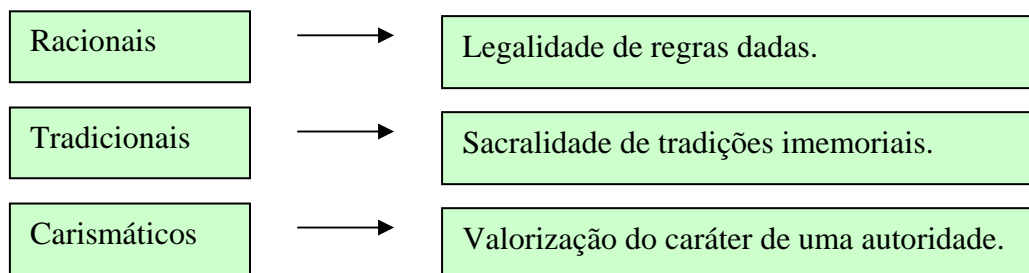 Racionais
Legalidade de regras dadas.
Tradicionais
Sacralidade de tradições imemoriais.
Carismáticos
Valorização do caráter de uma autoridade.